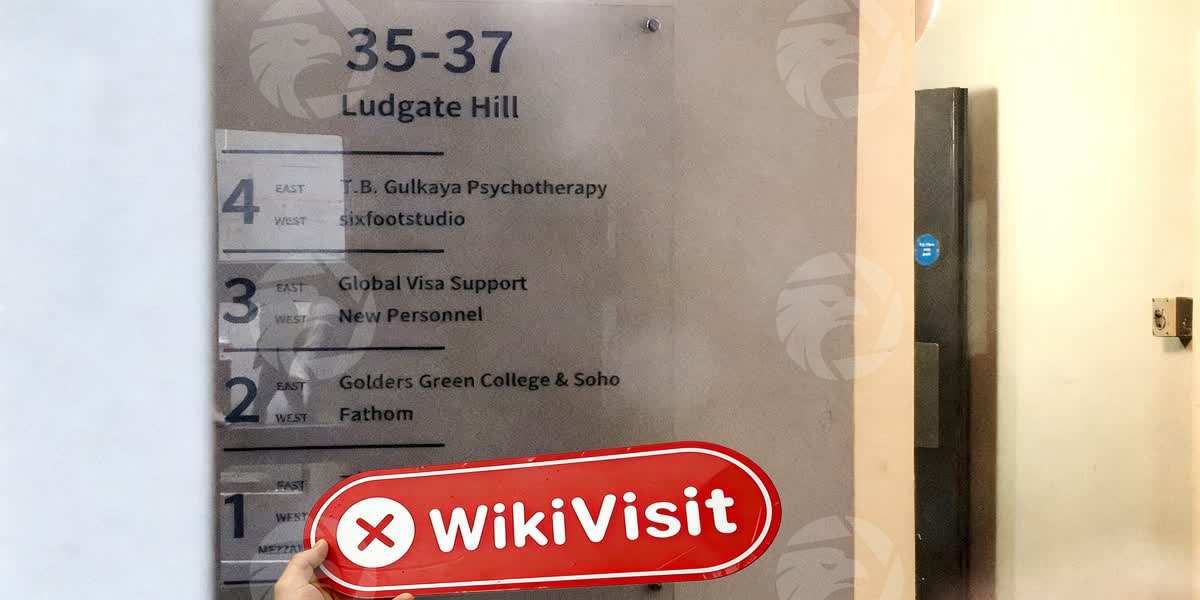 35-37
Ludgate Hill
4 EAST T.B. Gulkaya Psychotherapy
WEST sixfootstudio
3 EAST Global Visa Support
WEST New Personnel
2 EAST Golders Green College & Soho
WEST Fathom
1 EAST
WEST
WikiVisit